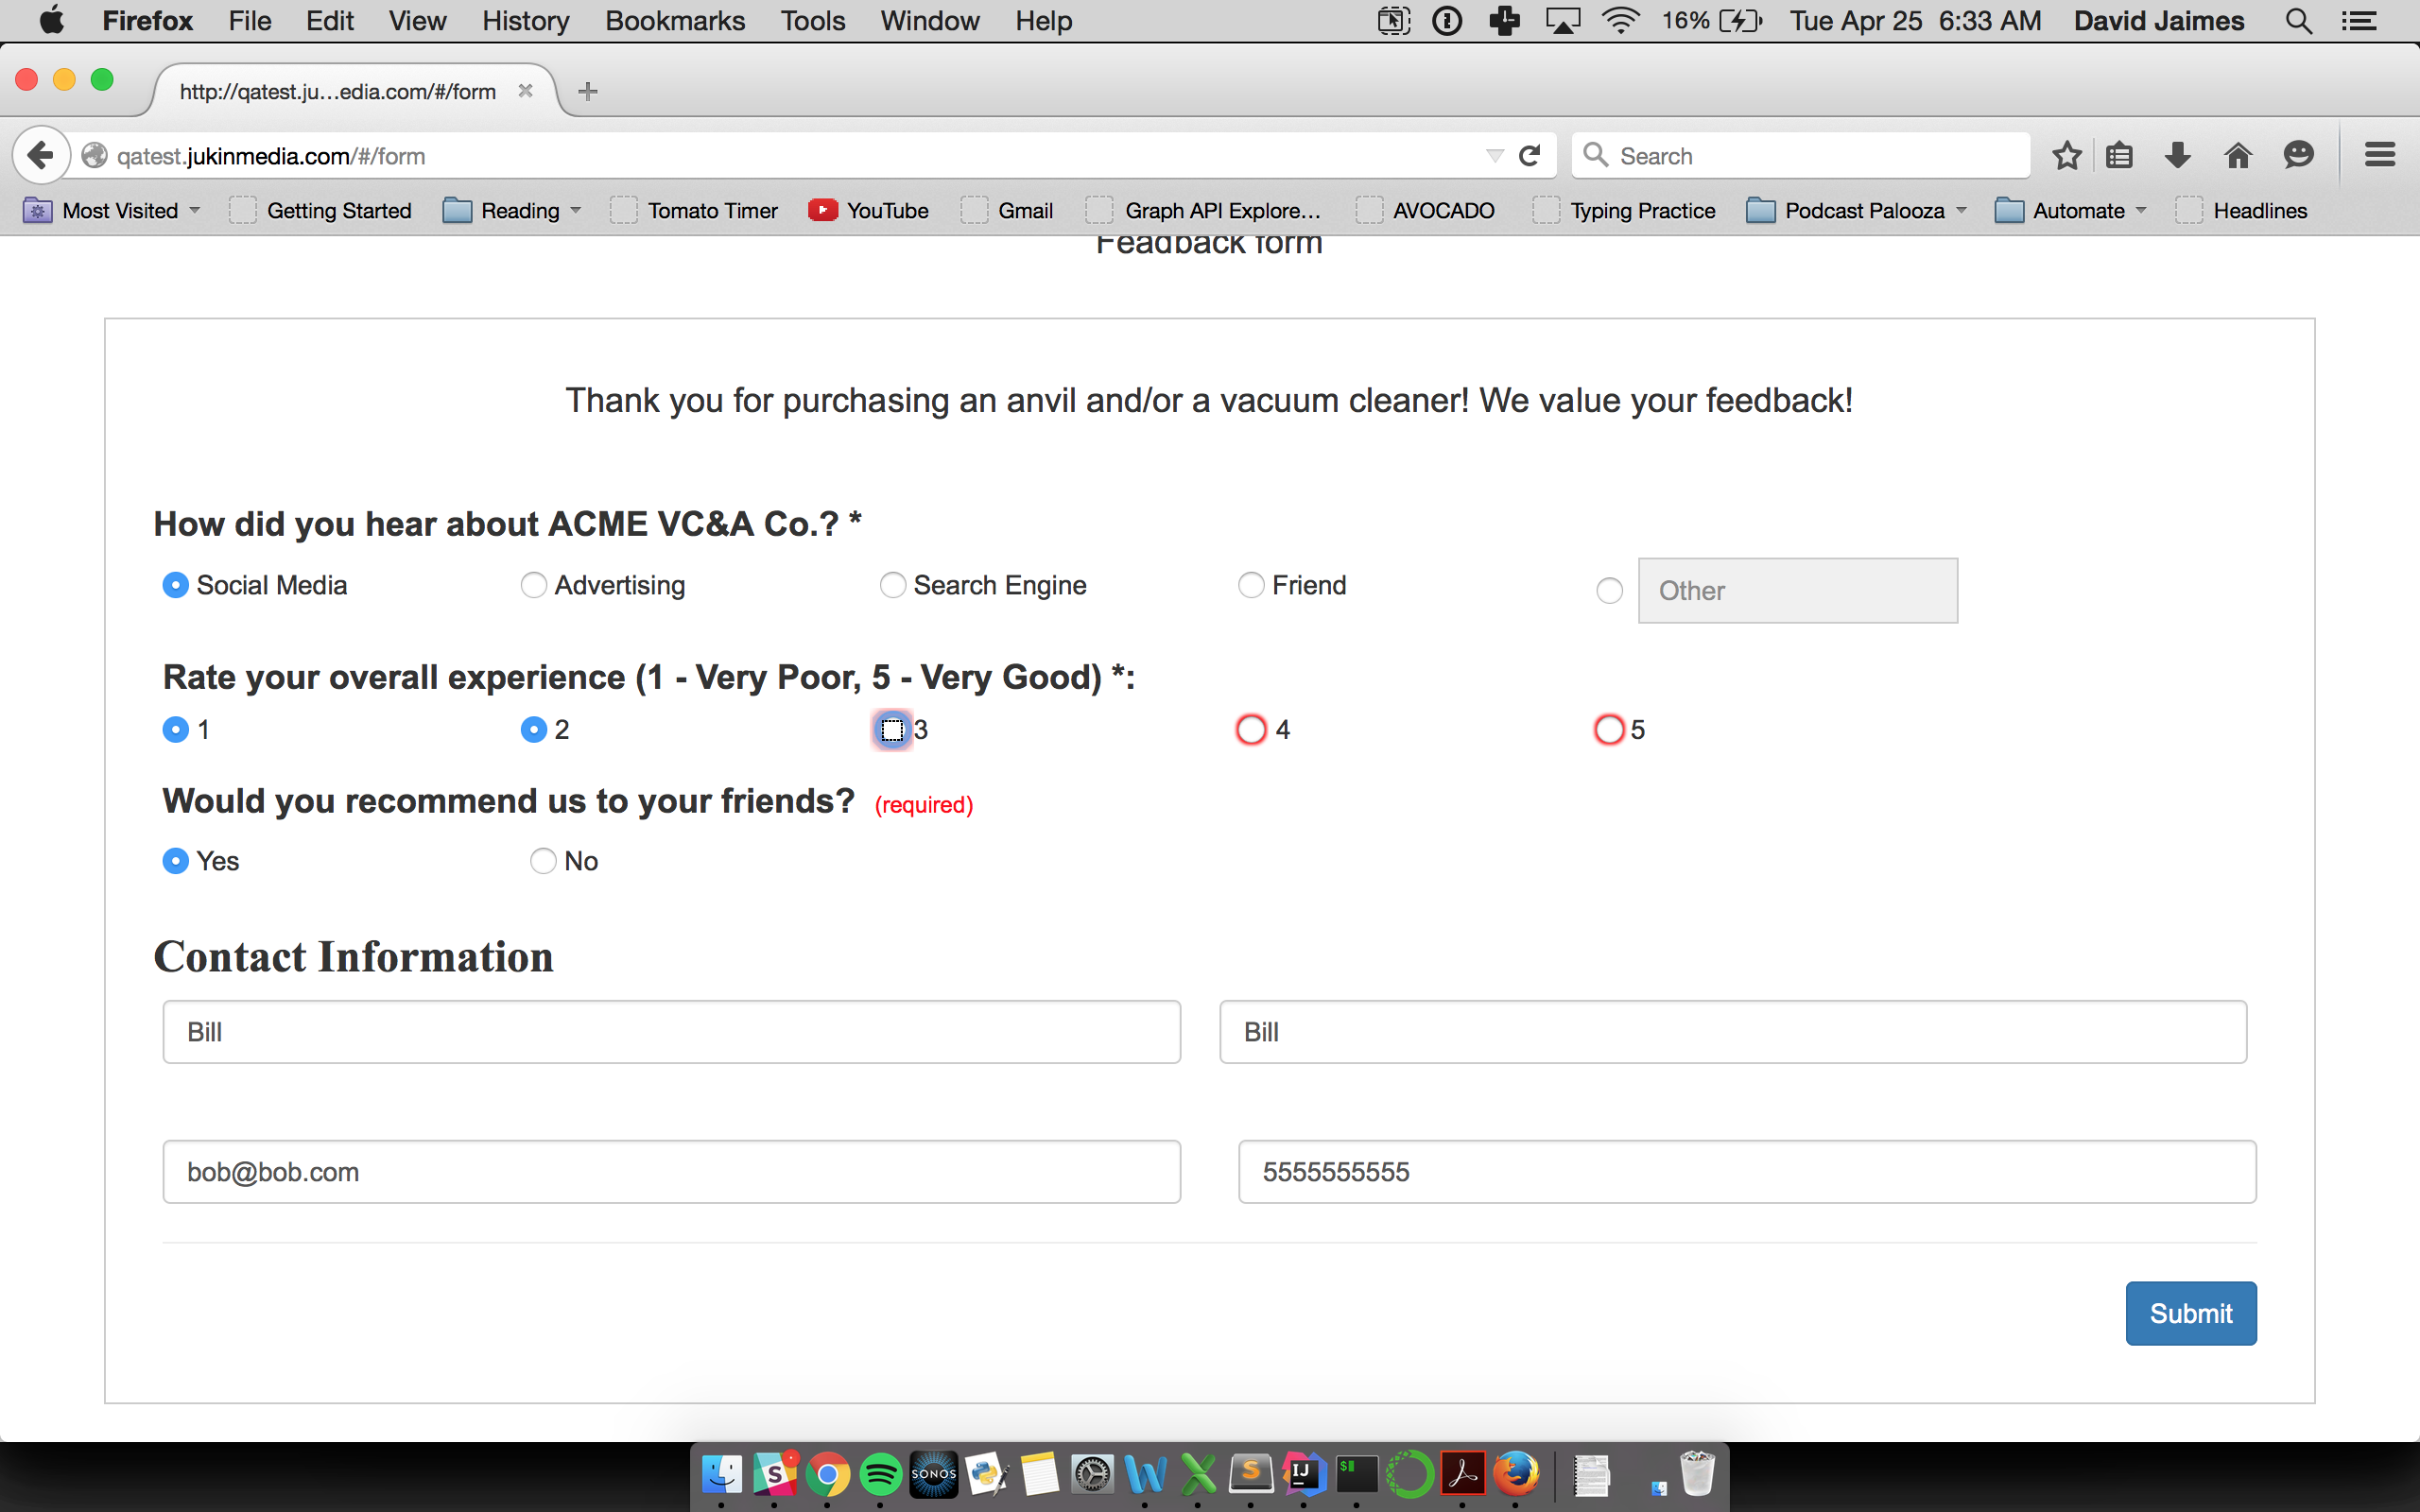 Firefox File Edit View History Bookmarks Tools Window Help 16% Tue Apr 25 6:33 AM David Jaimes
http://qatest.ju...edia.com/#/form
qatest.jukinmedia.com/#/form Search
Most Visited Getting Started Reading Tomato Timer YouTube Gmail Graph API Explore... AVOCADO Typing Practice Podcast Palooza Automate Headlines
Feadback form
Thank you for purchasing an anvil and/or a vacuum cleaner! We value your feedback!
How did you hear about ACME VC&A Co.? *
Social Media Advertising Search Engine Friend Other
Rate your overall experience (1 - Very Poor, 5 - Very Good) *:
1 2 3 4 5
Would you recommend us to your friends? (required)
Yes No
Contact Information
Bill Bill
bob@bob.com 5555555555
Submit
S SONOS W X S IJ $